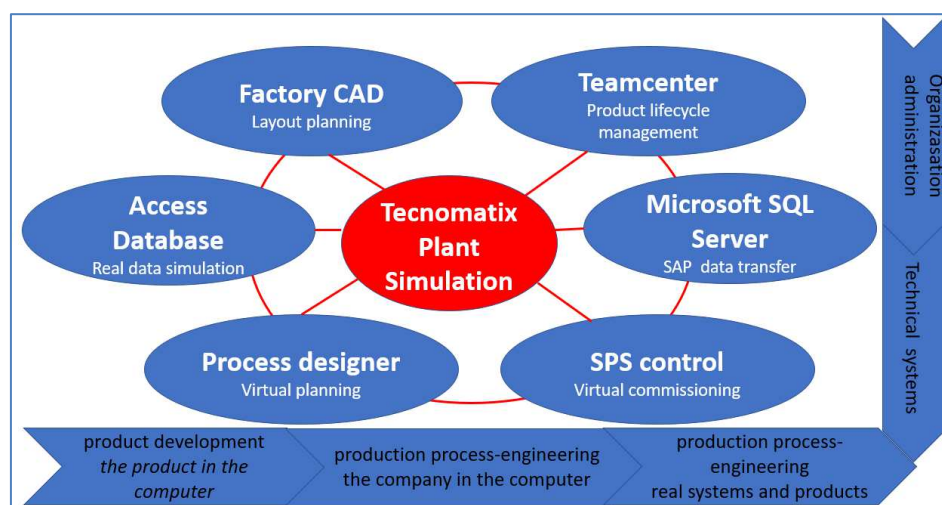 Factory CAD
Layout planning
Teamcenter
Product lifecycle
management
Access
Database
Real data simulation
Tecnomatix
Plant
Simulation
Microsoft SQL
Server
SAP data transfer
Process designer
Virtual planning
SPS control
Virtual commissioning
Organizasation
administration
Technical systems
product development
the product in the
computer
production process-engineering
the company in the computer
production process-
engineering
real systems and products